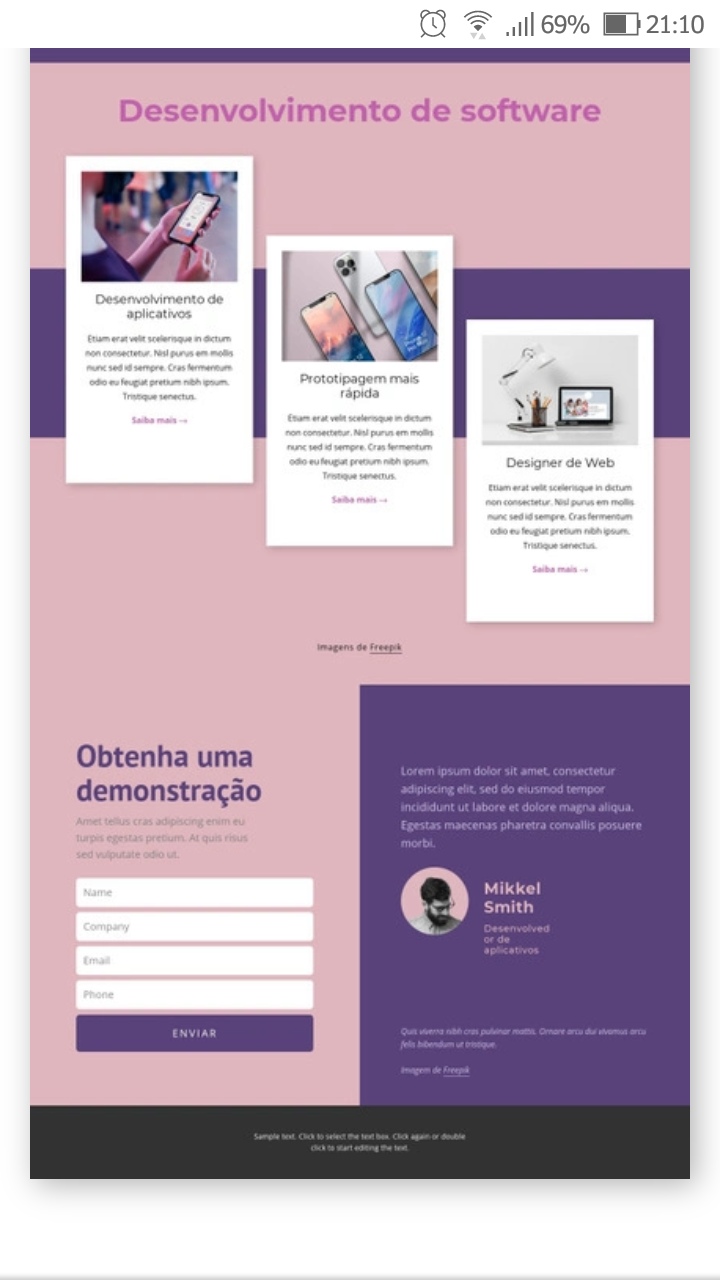 69% 21:10
Desenvolvimento de software
Desenvolvimento de
aplicativos
Etiam erat velit scelerisque in dictum
non consectetur. Nisl purus em mollis
nunc sed id sempre. Cras fermentum
odio eu feugiat pretium nibh ipsum.
Tristique senectus.
Saiba mais →
Prototipagem mais
rápida
Etiam erat velit scelerisque in dictum
non consectetur. Nisl purus em mollis
nunc sed id sempre. Cras fermentum
odio eu feugiat pretium nibh ipsum.
Tristique senectus.
Saiba mais →
Designer de Web
Etiam erat velit scelerisque in dictum
non consectetur. Nisl purus em mollis
nunc sed id sempre. Cras fermentum
odio eu feugiat pretium nibh ipsum.
Tristique senectus.
Saiba mais →
Imagens de Freepik
Obtenha uma
demonstração
Amet tellus cras adipiscing enim eu
turpis egestas pretium. At quis risus
sed vulputate odio ut.
Name
Company
Email
Phone
ENVIAR
Lorem ipsum dolor sit amet, consectetur
adipiscing elit, sed do eiusmod tempor
incididunt ut labore et dolore magna aliqua.
Egestas maecenas pharetra convallis posuere
morbi.
Mikkel
Smith
Desenvolved
or de
aplicativos
Quis viverra nibh cras pulvinar mattis. Ornare arcu dui vivamus arcu
felis bibendum ut tristique.
Imagem de Freepik
Sample text. Click to select the text box. Click again or double
click to start editing the text.